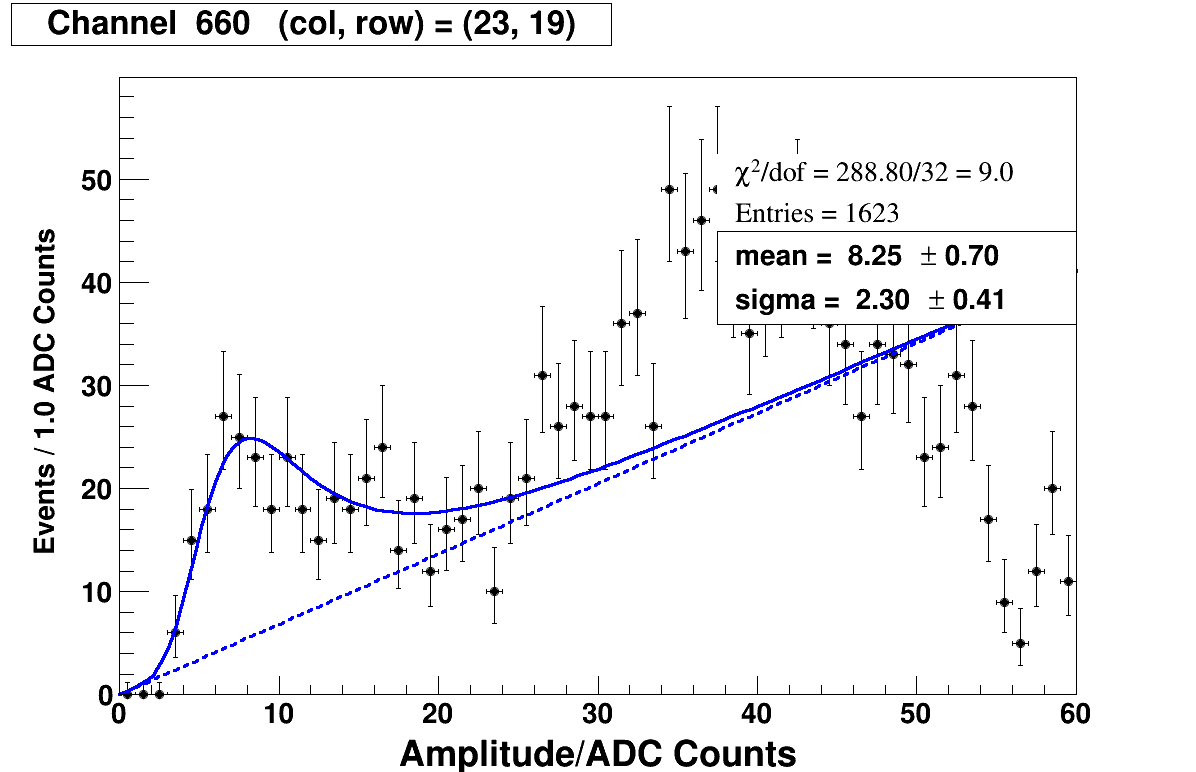 Channel 660 (col, row) = (23, 19)
χ²/dof = 288.80/32 = 9.0
Entries = 1623
mean = 8.25 ± 0.70
sigma = 2.30 ± 0.41
Events / 1.0 ADC Counts
50
40
30
20
10
0
0 10 20 30 40 50 60
Amplitude/ADC Counts